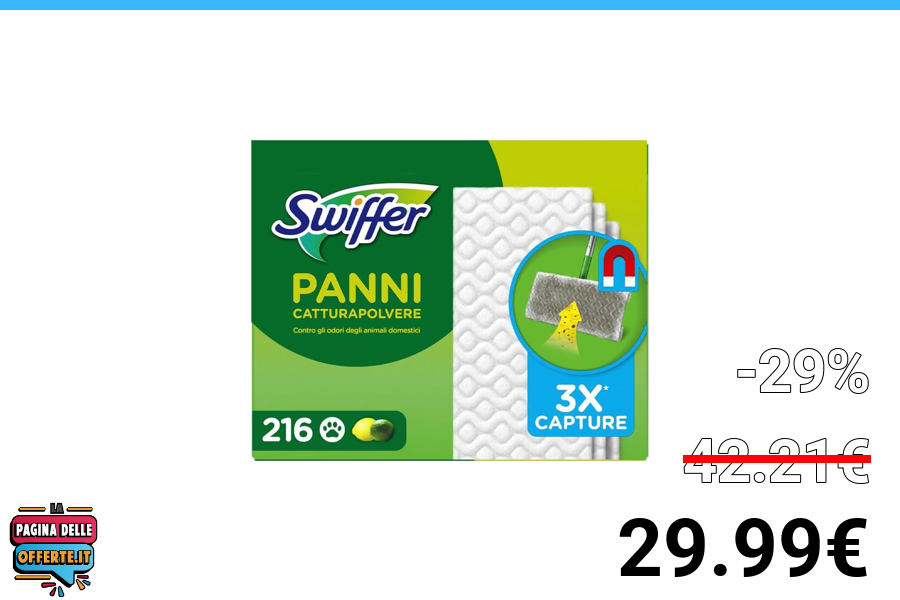 Swiffer
PANNI
CATTURAPOLVERE
Contro gli odori degli animali domestici
216
3X*
CAPTURE
-29%
42.21€
29.99€
LA
PAGINA DELLE
OFFERTE.IT